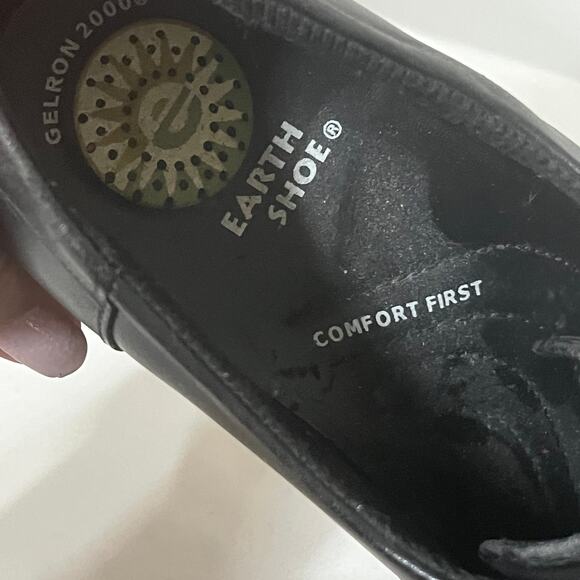 GELRON 2000®
e
EARTH
SHOE®
COMFORT FIRST